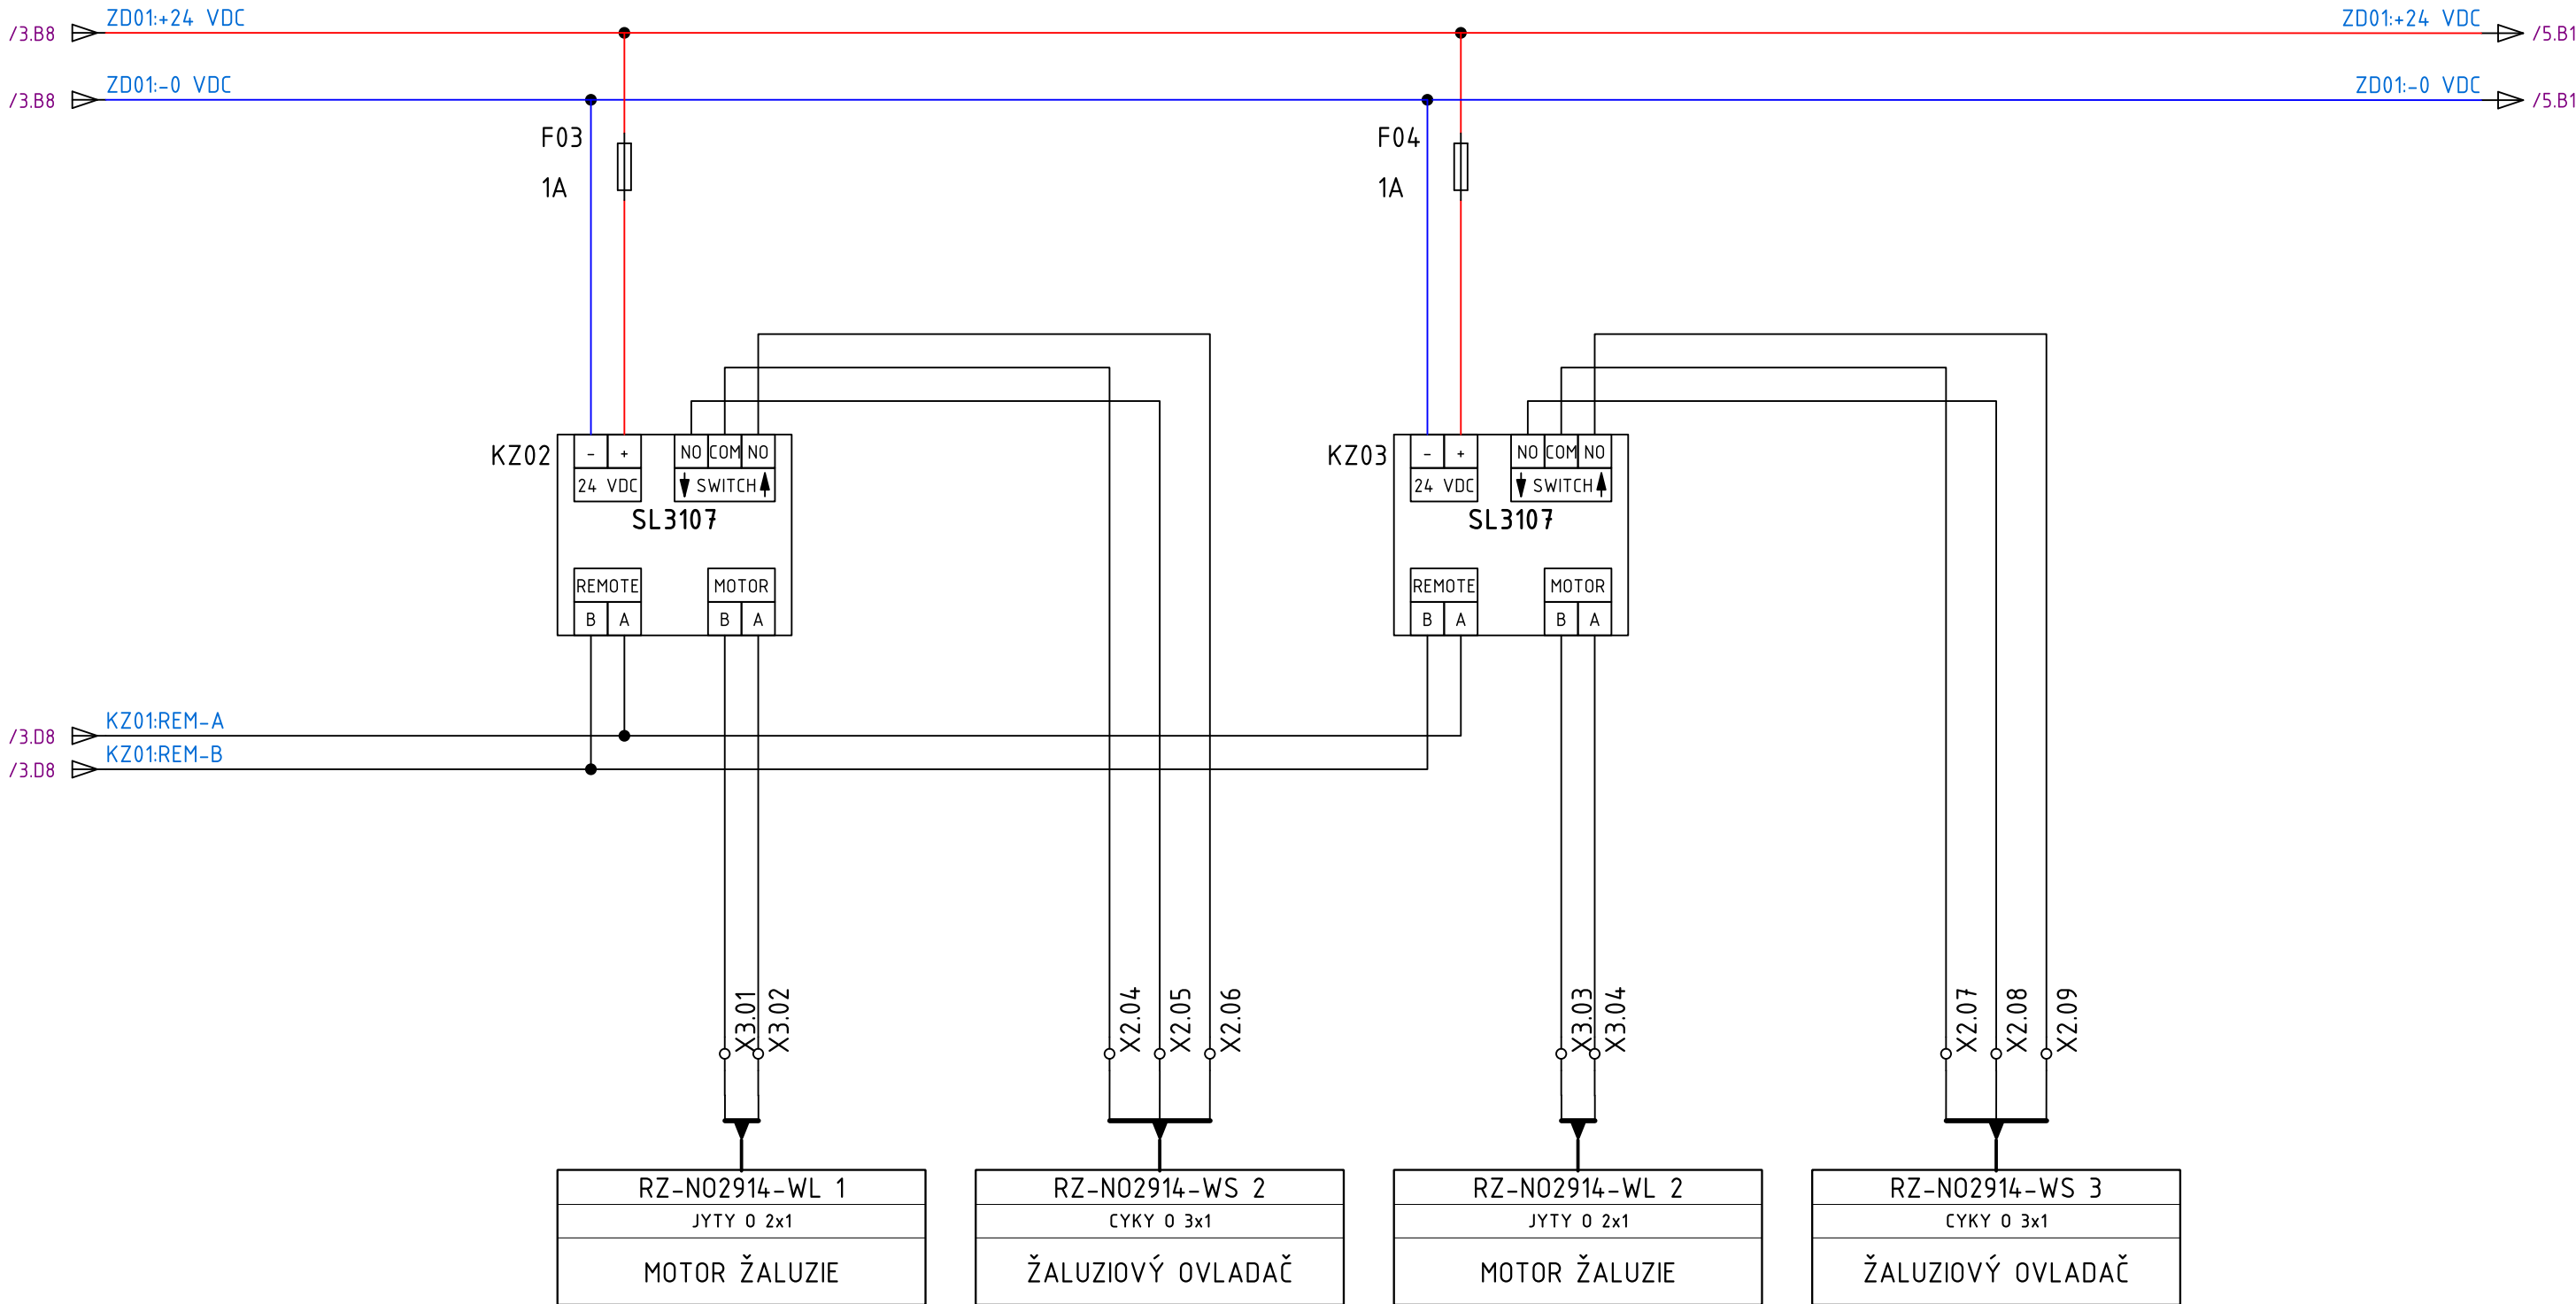 ZD01:+24 VDC
ZD01:+24 VDC
/3.B8
/5.B1
ZD01:-0 VDC
ZD01:-0 VDC
/3.B8
/5.B1
F03
F04
1A
1A
KZ02
- + NO COM NO
24 VDC SWITCH
SL3107
REMOTE MOTOR
B A B A
KZ03
- + NO COM NO
24 VDC SWITCH
SL3107
REMOTE MOTOR
B A B A
KZ01:REM-A
/3.D8
KZ01:REM-B
/3.D8
X3.01
X3.02
X2.04
X2.05
X2.06
X3.03
X3.04
X2.07
X2.08
X2.09
RZ-NO2914-WL 1
JYTY O 2x1
MOTOR ŽALUZIE
RZ-NO2914-WS 2
CYKY O 3x1
ŽALUZIOVÝ OVLADAČ
RZ-NO2914-WL 2
JYTY O 2x1
MOTOR ŽALUZIE
RZ-NO2914-WS 3
CYKY O 3x1
ŽALUZIOVÝ OVLADAČ